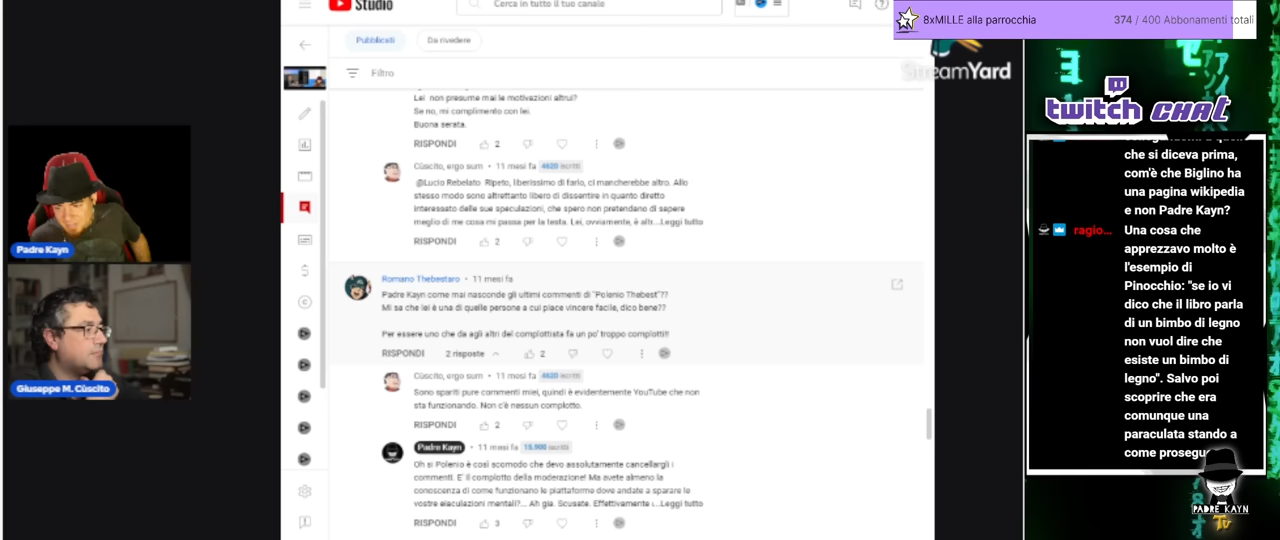 Studio
Cerca in tutto il tuo canale
8xMILLE alla parrocchia
374 / 400 Abbonamenti totali
StreamYard
Pubblicati
Da rivedere
Filtro
Lei non presume mai le motivazioni altrui?
Se no, mi complimento con lei.
Buona serata.
RISPONDI 2
Cùscito, ergo sum • 11 mesi fa 4620 iscritti
@Lucio Rebelato Ripeto, liberissimo di farlo, ci mancherebbe altro. Allo
stesso modo sono altrettanto libero di dissentire in quanto diretto
interessato delle sue speculazioni, che spero non pretendano di sapere
meglio di me cosa mi passa per la testa. Lei, ovviamente, è altr...Leggi tutto
RISPONDI 2
Romano Thebestaro • 11 mesi fa
Padre Kayn come mai nasconde gli ultimi commenti di "Polenio Thebest"??
Mi sa che lei è una di quelle persone a cui place vincere facile, dico bene??
Per essere uno che da agli altri del complottista fa un po' troppo complotti!!
RISPONDI 2 risposte 2
Cùscito, ergo sum • 11 mesi fa 4620 iscritti
Sono spariti pure commenti miei, quindi è evidentemente YouTube che non
sta funzionando. Non c'è nessun complotto.
RISPONDI 2
Padre Kayn • 11 mesi fa 15.900 iscritti
Oh si Polenio è così scomodo che devo assolutamente cancellargli i
commenti. E' il complotto della moderazione! Ma avete almeno la
conoscenza di come funzionano le piattaforme dove andate a sparare le
vostre eiaculazioni mentali?... Ah gia. Scusate. Effettivamente ...Leggi tutto
RISPONDI 3
Padre Kayn
Giuseppe M. Cùscito
twitch CHAT
che si diceva prima,
com'è che Biglino ha
una pagina wikipedia
e non Padre Kayn?
ragio... Una cosa che
apprezzavo molto è
l'esempio di
Pinocchio: "se io vi
dico che il libro parla
di un bimbo di legno
non vuol dire che
esiste un bimbo di
legno". Salvo poi
scoprire che era
comunque una
paraculata stando a
come prosegu
PADRE KAYN
Tv